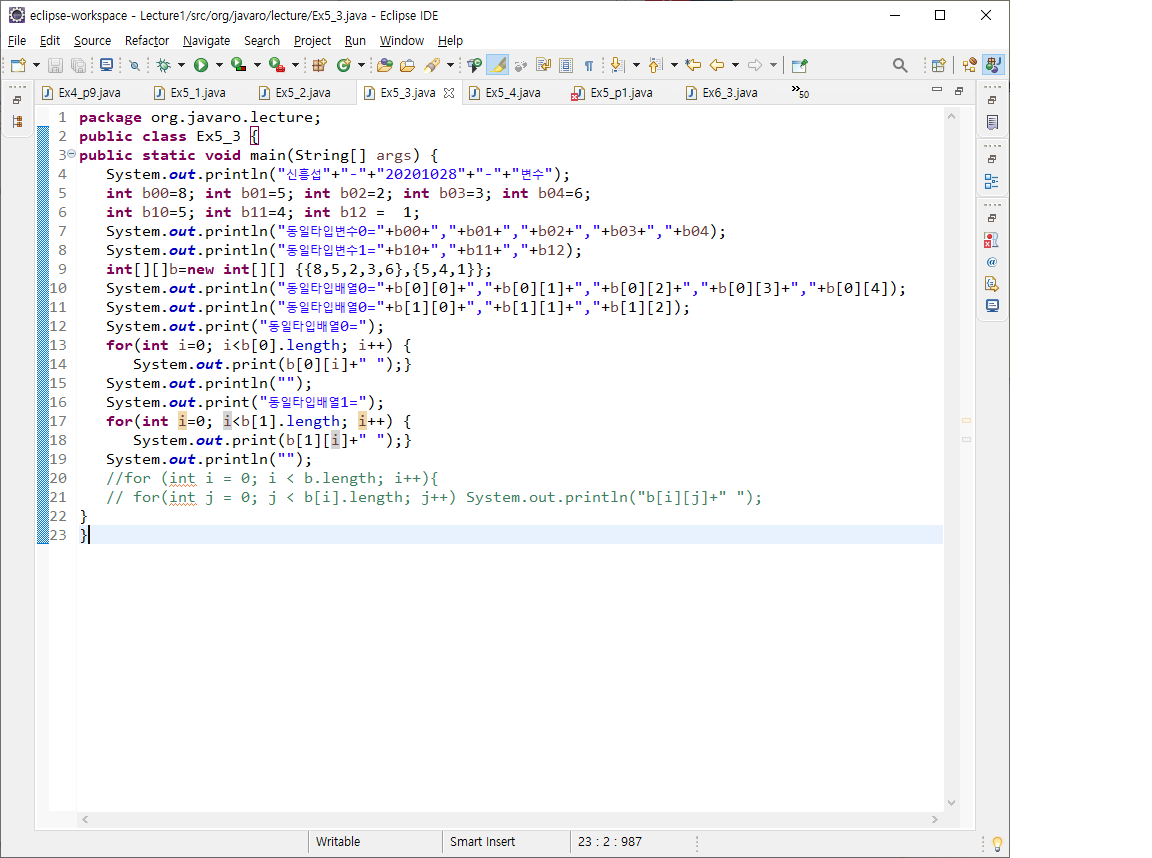 eclipse-workspace - Lecture1/src/org/javaro/lecture/Ex5_3.java - Eclipse IDE
File Edit Source Refactor Navigate Search Project Run Window Help
Ex4_p9.java Ex5_1.java Ex5_2.java Ex5_3.java Ex5_4.java Ex5_p1.java Ex6_3.java »50
1 package org.javaro.lecture;
2 public class Ex5_3 {
3 public static void main(String[] args) {
4 System.out.println("신흥섭"+"-"+"20201028"+"-"+"변수");
5 int b00=8; int b01=5; int b02=2; int b03=3; int b04=6;
6 int b10=5; int b11=4; int b12 =  1;
7 System.out.println("동일타입변수0="+b00+","+b01+","+b02+","+b03+","+b04);
8 System.out.println("동일타입변수1="+b10+","+b11+","+b12);
9 int[][]b=new int[][] {{8,5,2,3,6},{5,4,1}};
10 System.out.println("동일타입배열0="+b[0][0]+","+b[0][1]+","+b[0][2]+","+b[0][3]+","+b[0][4]);
11 System.out.println("동일타입배열0="+b[1][0]+","+b[1][1]+","+b[1][2]);
12 System.out.print("동일타입배열0=");
13 for(int i=0; i<b[0].length; i++) {
14 System.out.print(b[0][i]+" ");}
15 System.out.println("");
16 System.out.print("동일타입배열1=");
17 for(int i=0; i<b[1].length; i++) {
18 System.out.print(b[1][i]+" ");}
19 System.out.println("");
20 //for (int i = 0; i < b.length; i++){
21 // for(int j = 0; j < b[i].length; j++) System.out.println("b[i][j]+" ");
22 }
23 }
Writable Smart Insert 23 : 2 : 987